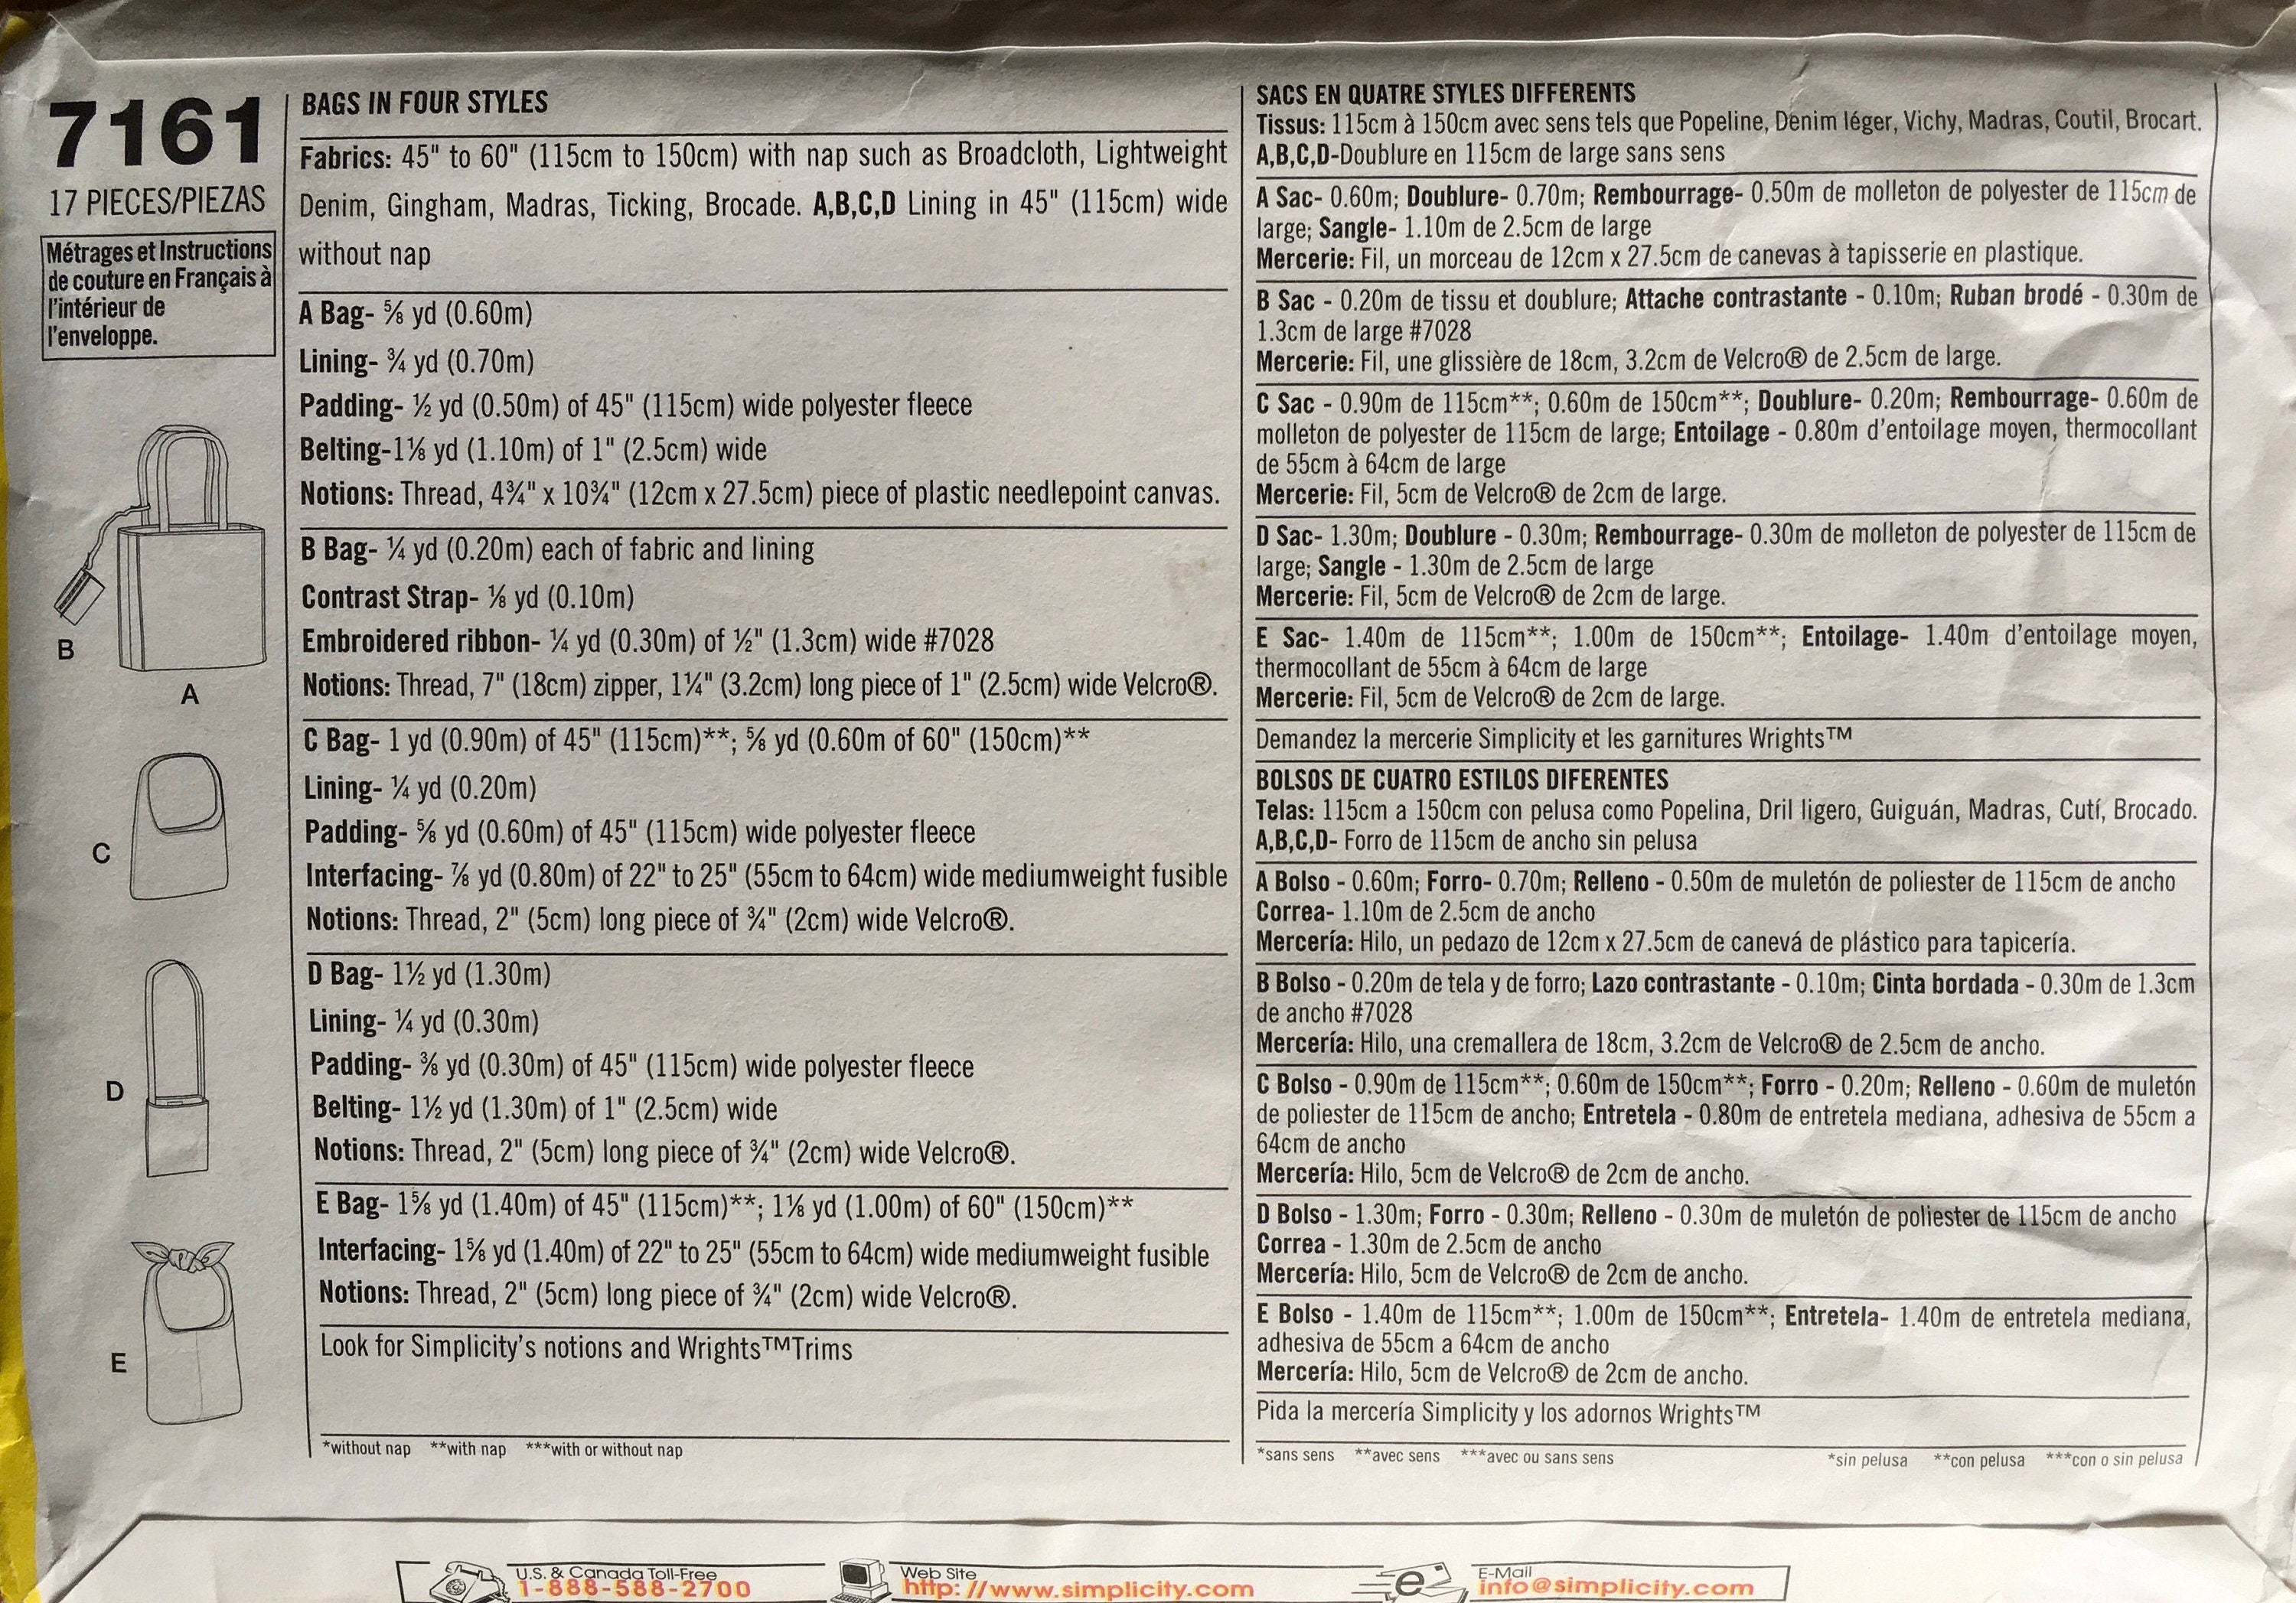 7161
17 PIECES/PIEZAS
Métrages et Instructions
de couture en Français à
l'intérieur de
l'enveloppe.
B
A
C
D
E
BAGS IN FOUR STYLES
Fabrics: 45" to 60" (115cm to 150cm) with nap such as Broadcloth, Lightweight
Denim, Gingham, Madras, Ticking, Brocade. A,B,C,D Lining in 45" (115cm) wide
without nap
A Bag- ⅝ yd (0.60m)
Lining- ¾ yd (0.70m)
Padding- ½ yd (0.50m) of 45" (115cm) wide polyester fleece
Belting-1⅛ yd (1.10m) of 1" (2.5cm) wide
Notions: Thread, 4¾" x 10¾" (12cm x 27.5cm) piece of plastic needlepoint canvas.
B Bag- ¼ yd (0.20m) each of fabric and lining
Contrast Strap- ⅛ yd (0.10m)
Embroidered ribbon- ¼ yd (0.30m) of ½" (1.3cm) wide #7028
Notions: Thread, 7" (18cm) zipper, 1¼" (3.2cm) long piece of 1" (2.5cm) wide Velcro®.
C Bag- 1 yd (0.90m) of 45" (115cm)**; ⅝ yd (0.60m of 60" (150cm)**
Lining- ¼ yd (0.20m)
Padding- ⅝ yd (0.60m) of 45" (115cm) wide polyester fleece
Interfacing- ⅞ yd (0.80m) of 22" to 25" (55cm to 64cm) wide mediumweight fusible
Notions: Thread, 2" (5cm) long piece of ¾" (2cm) wide Velcro®.
D Bag- 1½ yd (1.30m)
Lining- ¼ yd (0.30m)
Padding- ⅜ yd (0.30m) of 45" (115cm) wide polyester fleece
Belting- 1½ yd (1.30m) of 1" (2.5cm) wide
Notions: Thread, 2" (5cm) long piece of ¾" (2cm) wide Velcro®.
E Bag- 1⅝ yd (1.40m) of 45" (115cm)**; 1⅛ yd (1.00m) of 60" (150cm)**
Interfacing- 1⅝ yd (1.40m) of 22" to 25" (55cm to 64cm) wide mediumweight fusible
Notions: Thread, 2" (5cm) long piece of ¾" (2cm) wide Velcro®.
Look for Simplicity's notions and Wrights™Trims
*without nap **with nap ***with or without nap
SACS EN QUATRE STYLES DIFFERENTS
Tissus: 115cm à 150cm avec sens tels que Popeline, Denim léger, Vichy, Madras, Coutil, Brocart.
A,B,C,D-Doublure en 115cm de large sans sens
A Sac- 0.60m; Doublure- 0.70m; Rembourrage- 0.50m de molleton de polyester de 115cm de
large; Sangle- 1.10m de 2.5cm de large
Mercerie: Fil, un morceau de 12cm x 27.5cm de canevas à tapisserie en plastique.
B Sac - 0.20m de tissu et doublure; Attache contrastante - 0.10m; Ruban brodé - 0.30m de
1.3cm de large #7028
Mercerie: Fil, une glissière de 18cm, 3.2cm de Velcro® de 2.5cm de large.
C Sac - 0.90m de 115cm**; 0.60m de 150cm**; Doublure- 0.20m; Rembourrage- 0.60m de
molleton de polyester de 115cm de large; Entoilage - 0.80m d'entoilage moyen, thermocollant
de 55cm à 64cm de large
Mercerie: Fil, 5cm de Velcro® de 2cm de large.
D Sac- 1.30m; Doublure - 0.30m; Rembourrage- 0.30m de molleton de polyester de 115cm de
large; Sangle - 1.30m de 2.5cm de large
Mercerie: Fil, 5cm de Velcro® de 2cm de large.
E Sac- 1.40m de 115cm**; 1.00m de 150cm**; Entoilage- 1.40m d'entoilage moyen,
thermocollant de 55cm à 64cm de large
Mercerie: Fil, 5cm de Velcro® de 2cm de large.
Demandez la mercerie Simplicity et les garnitures Wrights™
BOLSOS DE CUATRO ESTILOS DIFERENTES
Telas: 115cm a 150cm con pelusa como Popelina, Dril ligero, Guiguán, Madras, Cutí, Brocado.
A,B,C,D- Forro de 115cm de ancho sin pelusa
A Bolso - 0.60m; Forro- 0.70m; Relleno - 0.50m de muletón de poliester de 115cm de ancho
Correa- 1.10m de 2.5cm de ancho
Mercería: Hilo, un pedazo de 12cm x 27.5cm de canevá de plástico para tapicería.
B Bolso - 0.20m de tela y de forro; Lazo contrastante - 0.10m; Cinta bordada - 0.30m de 1.3cm
de ancho #7028
Mercería: Hilo, una cremallera de 18cm, 3.2cm de Velcro® de 2.5cm de ancho.
C Bolso - 0.90m de 115cm**; 0.60m de 150cm**; Forro - 0.20m; Relleno - 0.60m de muletón
de poliester de 115cm de ancho; Entretela - 0.80m de entretela mediana, adhesiva de 55cm a
64cm de ancho
Mercería: Hilo, 5cm de Velcro® de 2cm de ancho.
D Bolso - 1.30m; Forro - 0.30m; Relleno - 0.30m de muletón de poliester de 115cm de ancho
Correa - 1.30m de 2.5cm de ancho
Mercería: Hilo, 5cm de Velcro® de 2cm de ancho.
E Bolso - 1.40m de 115cm**; 1.00m de 150cm**; Entretela- 1.40m de entretela mediana,
adhesiva de 55cm a 64cm de ancho
Mercería: Hilo, 5cm de Velcro® de 2cm de ancho.
Pida la mercería Simplicity y los adornos Wrights™
*sans sens **avec sens ***avec ou sans sens
*sin pelusa **con pelusa ***con o sin pelusa
U.S. & Canada Toll-Free
1-888-588-2700
Web Site
http://www.simplicity.com
e
E-Mail
info@simplicity.com